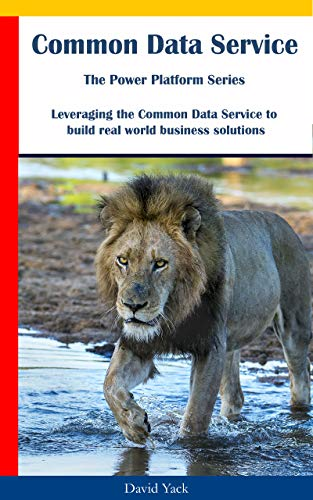 Common Data Service
The Power Platform Series
Leveraging the Common Data Service to
build real world business solutions
David Yack